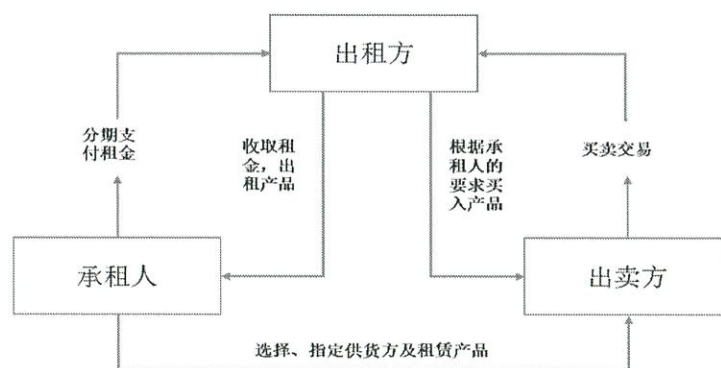 出租方
分期支
付租金
收取租
金，出
租产品
根据承
租人的
要求买
入产品
买卖交易
承租人
出卖方
选择、指定供货方及租赁产品